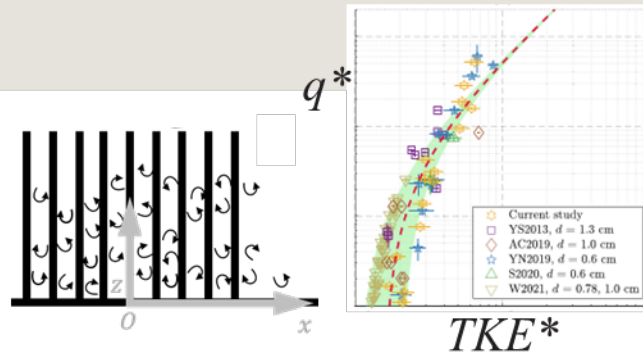 z
O
x
q*
Current study
YS2013, d = 1.3 cm
AC2019, d = 1.0 cm
YN2019, d = 0.6 cm
S2020, d = 0.6 cm
W2021, d = 0.78, 1.0 cm
TKE*